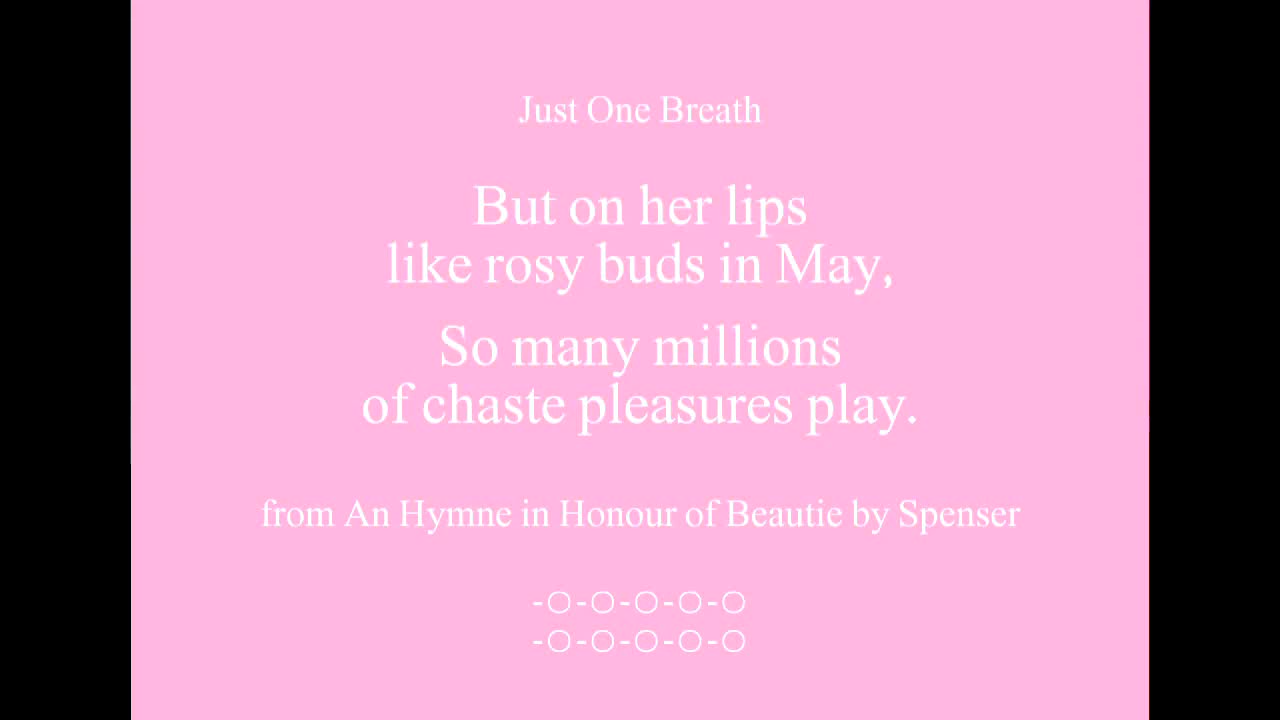 Just One Breath
But on her lips
like rosy buds in May,
So many millions
of chaste pleasures play.
from An Hymne in Honour of Beautie by Spenser
-○-○-○-○-○
-○-○-○-○-○